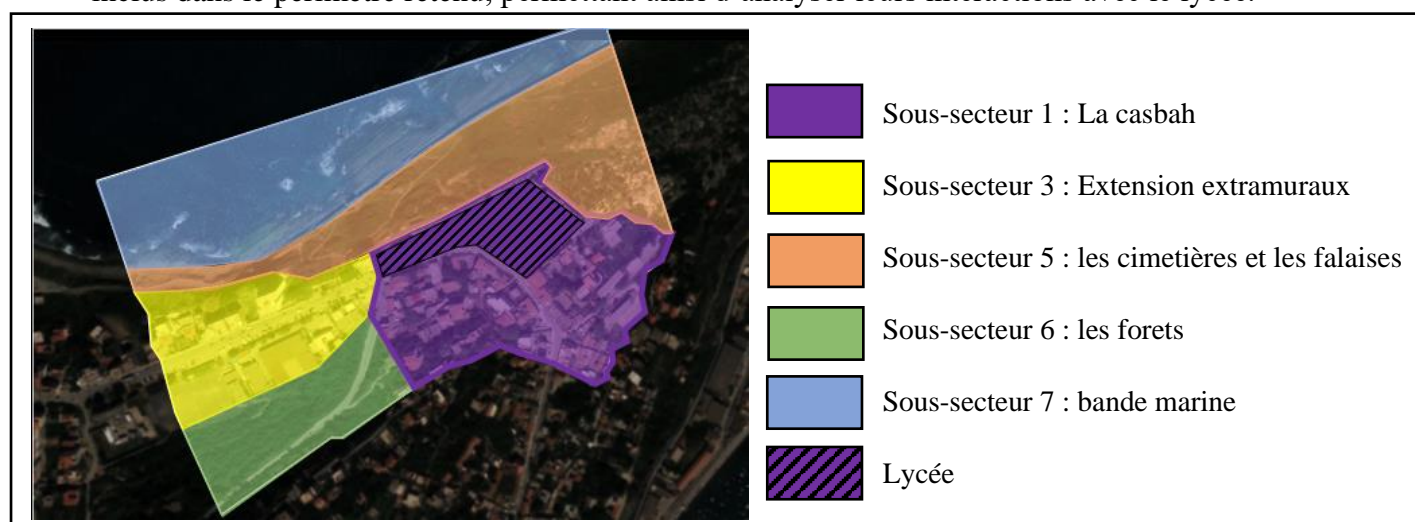 inclus dans le périmètre retenu, permettant ainsi d'analyser leurs interactions avec le lycée.
Sous-secteur 1 : La casbah
Sous-secteur 3 : Extension extramuraux
Sous-secteur 5 : les cimetières et les falaises
Sous-secteur 6 : les forets
Sous-secteur 7 : bande marine
Lycée